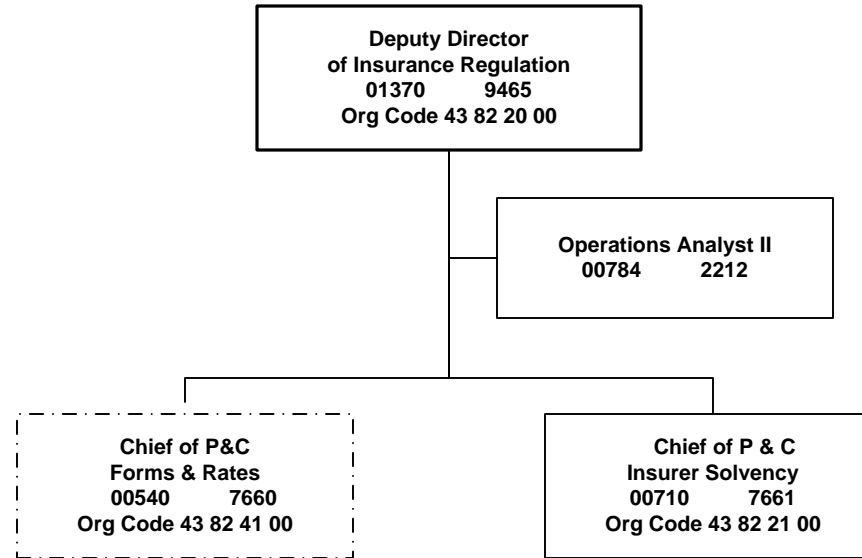 Deputy Director
of Insurance Regulation
01370 9465
Org Code 43 82 20 00
Operations Analyst II
00784 2212
Chief of P&C
Forms & Rates
00540 7660
Org Code 43 82 41 00
Chief of P & C
Insurer Solvency
00710 7661
Org Code 43 82 21 00